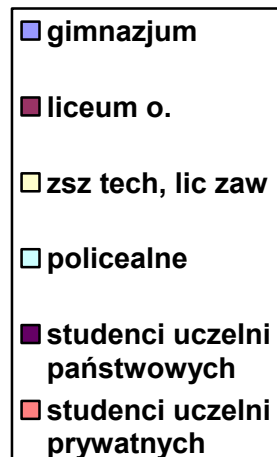 gimnazjum
liceum o.
zsz tech, lic zaw
policealne
studenci uczelni
państwowych
studenci uczelni
prywatnych